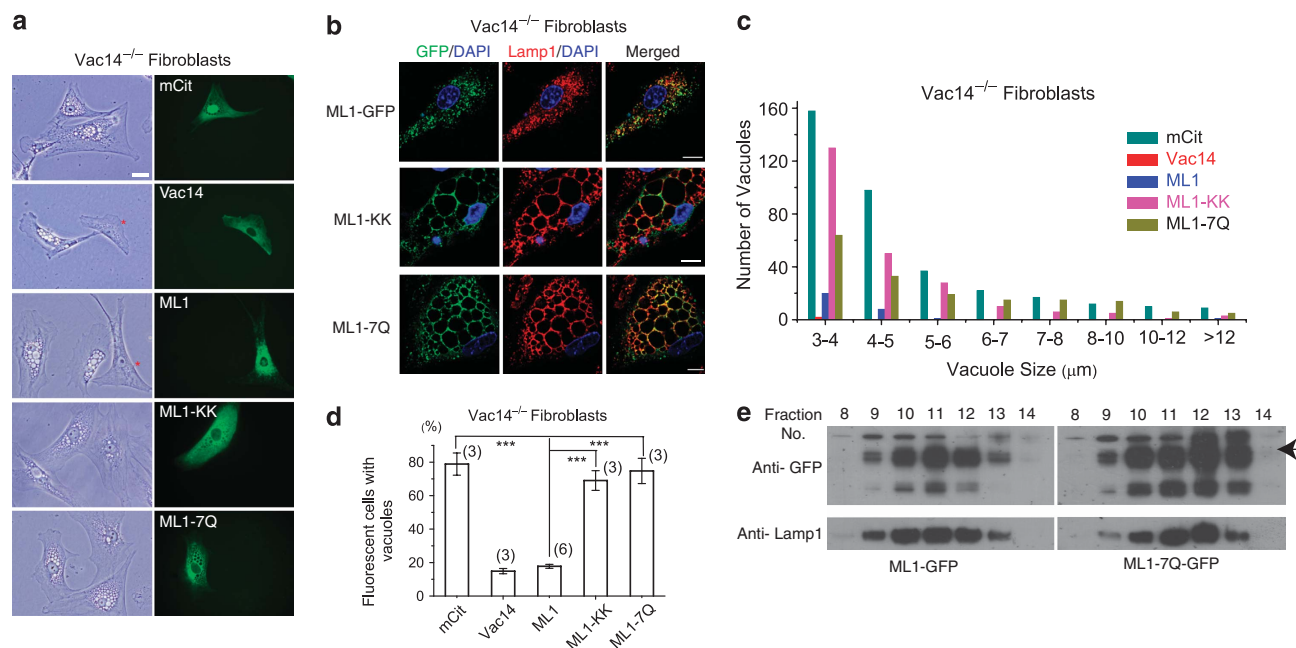 a
Vac14−/− Fibroblasts
mCit
Vac14
*
ML1
*
ML1-KK
ML1-7Q
b
Vac14−/− Fibroblasts
GFP/DAPI Lamp1/DAPI Merged
ML1-GFP
ML1-KK
ML1-7Q
c
Vac14−/− Fibroblasts
Number of Vacuoles
160
120
80
40
0
mCit
Vac14
ML1
ML1-KK
ML1-7Q
3-4 4-5 5-6 6-7 7-8 8-10 10-12 >12
Vacuole Size (μm)
d
Vac14−/− Fibroblasts
(%)
Fluorescent cells with
vacuoles
80
60
40
20
0
(3) *** *** (3)
*** (3)
(3) (6)
mCit Vac14 ML1 ML1-KK ML1-7Q
e
Fraction No. 8 9 10 11 12 13 14 8 9 10 11 12 13 14
Anti- GFP
Anti- Lamp1
ML1-GFP ML1-7Q-GFP